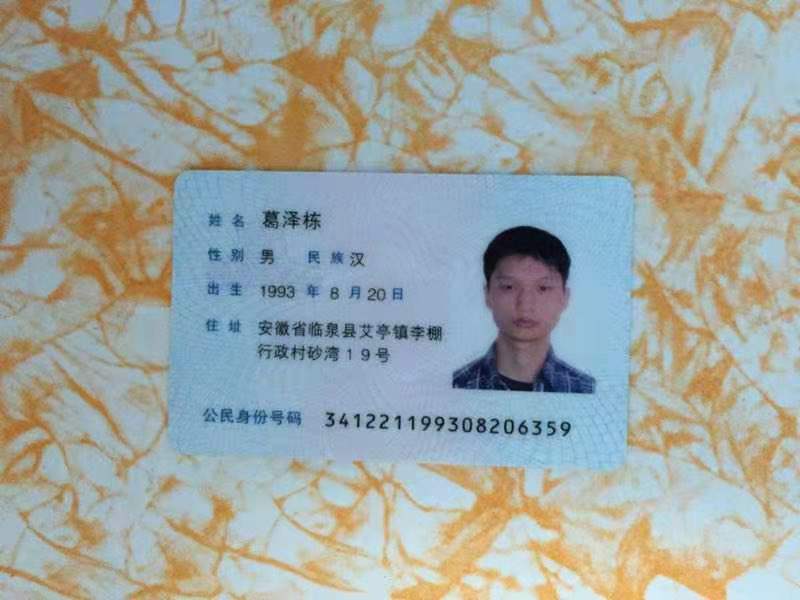 姓名 葛泽栋
性别 男 民族 汉
出生 1993 年 8 月 20 日
住址 安徽省临泉县艾亭镇李棚
行政村砂湾19号
公民身份号码 341221199308206359